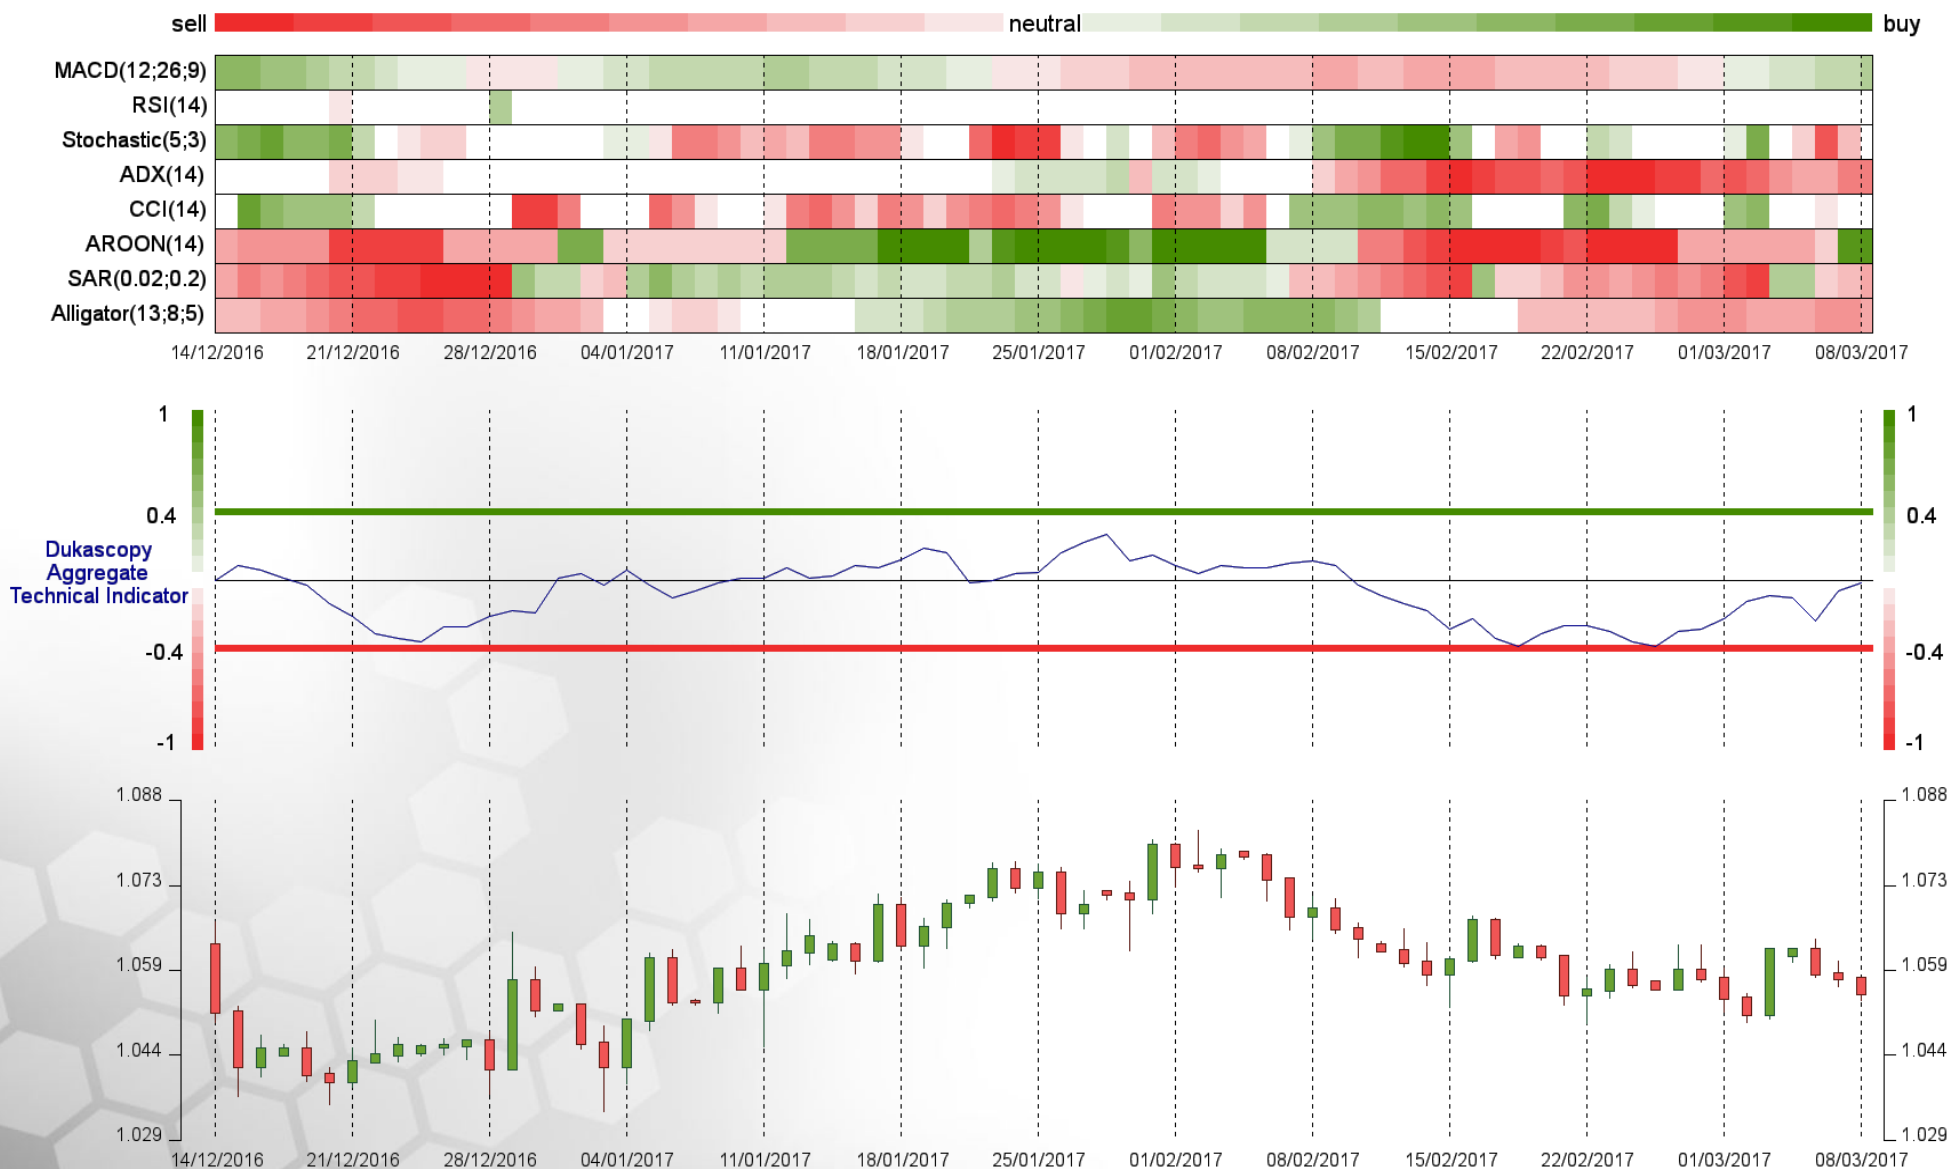 sell neutral buy
MACD(12;26;9)
RSI(14)
Stochastic(5;3)
ADX(14)
CCI(14)
AROON(14)
SAR(0.02;0.2)
Alligator(13;8;5)
14/12/2016 21/12/2016 28/12/2016 04/01/2017 11/01/2017 18/01/2017 25/01/2017 01/02/2017 08/02/2017 15/02/2017 22/02/2017 01/03/2017 08/03/2017
1 1
0.4 0.4
Dukascopy
Aggregate
Technical Indicator
-0.4 -0.4
-1 -1
1.088 1.088
1.073 1.073
1.059 1.059
1.044 1.044
1.029 1.029
14/12/2016 21/12/2016 28/12/2016 04/01/2017 11/01/2017 18/01/2017 25/01/2017 01/02/2017 08/02/2017 15/02/2017 22/02/2017 01/03/2017 08/03/2017